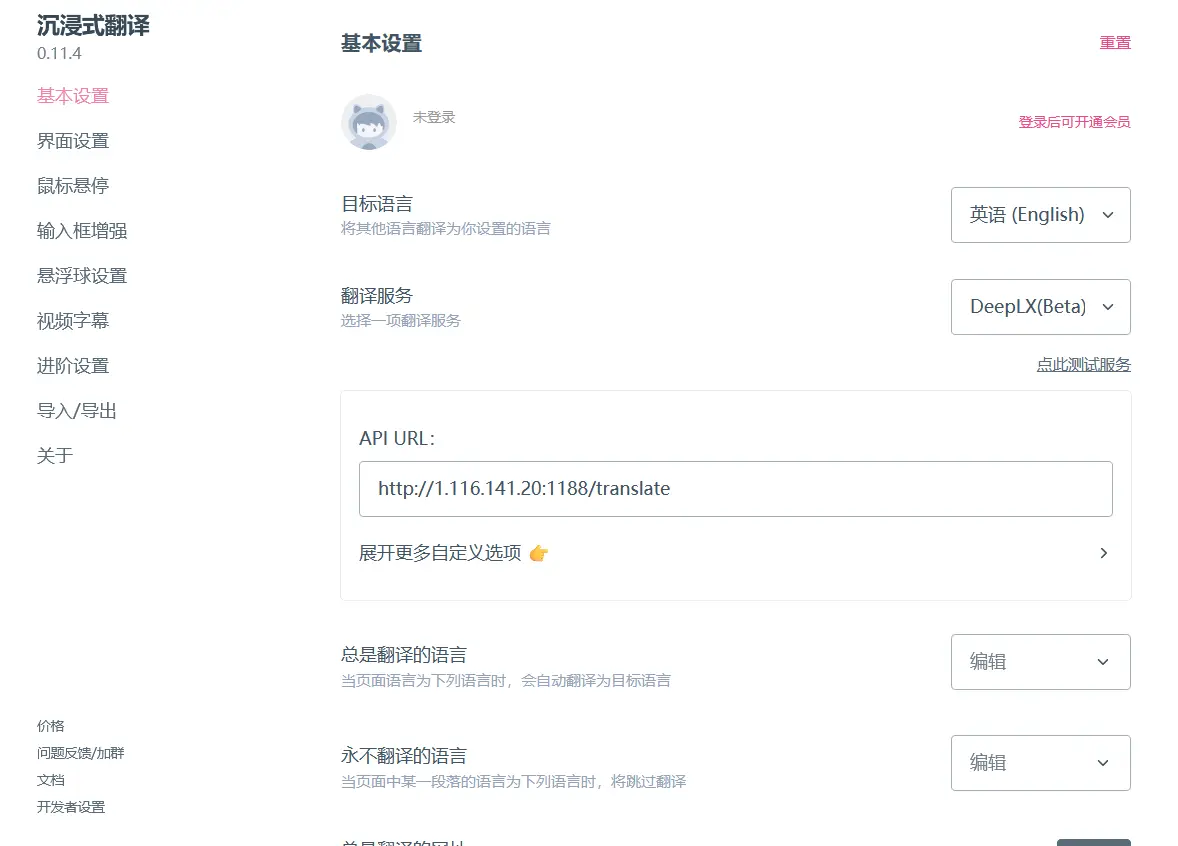 沉浸式翻译
0.11.4
基本设置
界面设置
鼠标悬停
输入框增强
悬浮球设置
视频字幕
进阶设置
导入/导出
关于
价格
问题反馈/加群
文档
开发者设置
基本设置
重置
未登录
登录后可开通会员
目标语言
将其他语言翻译为你设置的语言
英语 (English)
翻译服务
选择一项翻译服务
DeepLX(Beta)
点此测试服务
API URL:
http://1.116.141.20:1188/translate
展开更多自定义选项 👉
总是翻译的语言
当页面语言为下列语言时，会自动翻译为目标语言
编辑
永不翻译的语言
当页面中某一段落的语言为下列语言时，将跳过翻译
编辑
总是翻译的网址